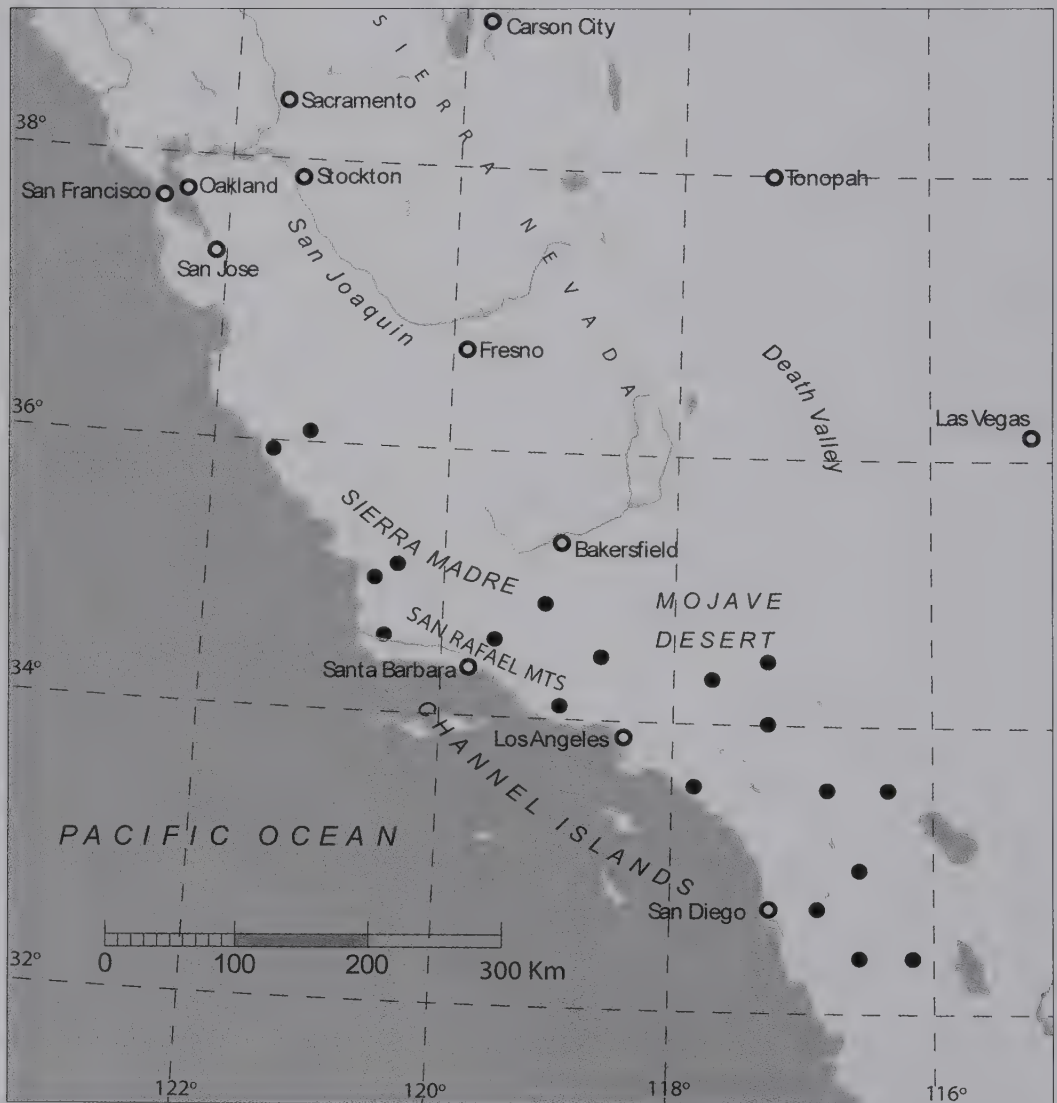 Carson City
SIERRA NEVADA
Sacramento
38°
San Francisco
Oakland
Stockton
Tonopah
San Jose
San Joaquin
Fresno
Death Valley
36°
Las Vegas
SIERRA MADRE
Bakersfield
MOJAVE
DESERT
SAN RAFAEL MTS
34°
Santa Barbara
CHANNEL ISLANDS
Los Angeles
PACIFIC OCEAN
San Diego
0 100 200 300 Km
32°
122° 120° 118° 116°